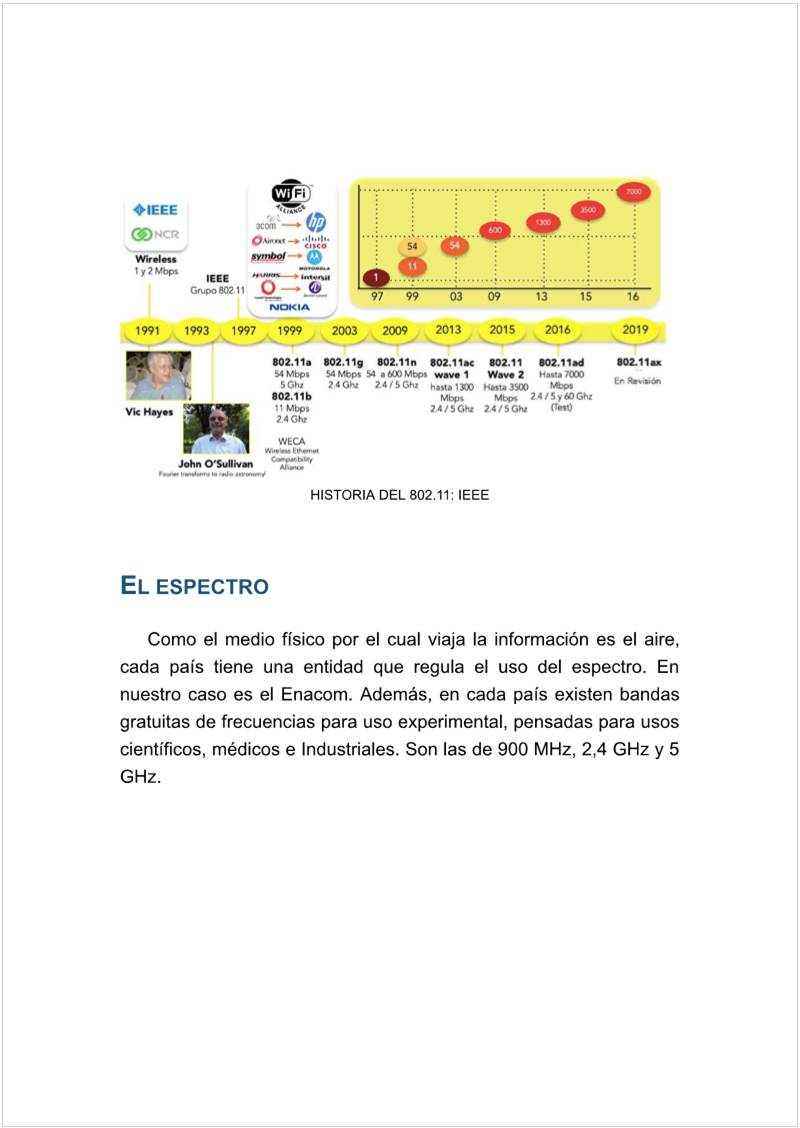 IEEE
NCR
Wireless
1 y 2 Mbps
IEEE
Grupo 802.11
WiFi
ALLIANCE
3com hp
Aironet CISCO
symbol MOTOROLA
HARRIS intersil
NOKIA
7000
3500
1300
600
54 54
11
1
97 99 03 09 13 15 16
1991 1993 1997 1999 2003 2009 2013 2015 2016 2019
Vic Hayes
John O'Sullivan
Fourier transforms to radio astronomy
802.11a
54 Mbps
5 Ghz
802.11b
11 Mbps
2.4 Ghz
WECA
Wireless Ethernet
Compatibility
Aliance
802.11g
54 Mbps
2.4 Ghz
802.11n
54 a 600 Mbps
2.4 / 5 Ghz
802.11ac
wave 1
hasta 1300
Mbps
2.4/ 5 Ghz
802.11
Wave 2
Hasta 3500
Mbps
2.4 / 5 Ghz
802.11ad
Hasta 7000
Mbps
2.4 / 5 y 60 Ghz
(Test)
802.11ax
En Revisión
HISTORIA DEL 802.11: IEEE
EL ESPECTRO
Como el medio físico por el cual viaja la información es el aire,
cada país tiene una entidad que regula el uso del espectro. En
nuestro caso es el Enacom. Además, en cada país existen bandas
gratuitas de frecuencias para uso experimental, pensadas para usos
científicos, médicos e Industriales. Son las de 900 MHz, 2,4 GHz y 5
GHz.